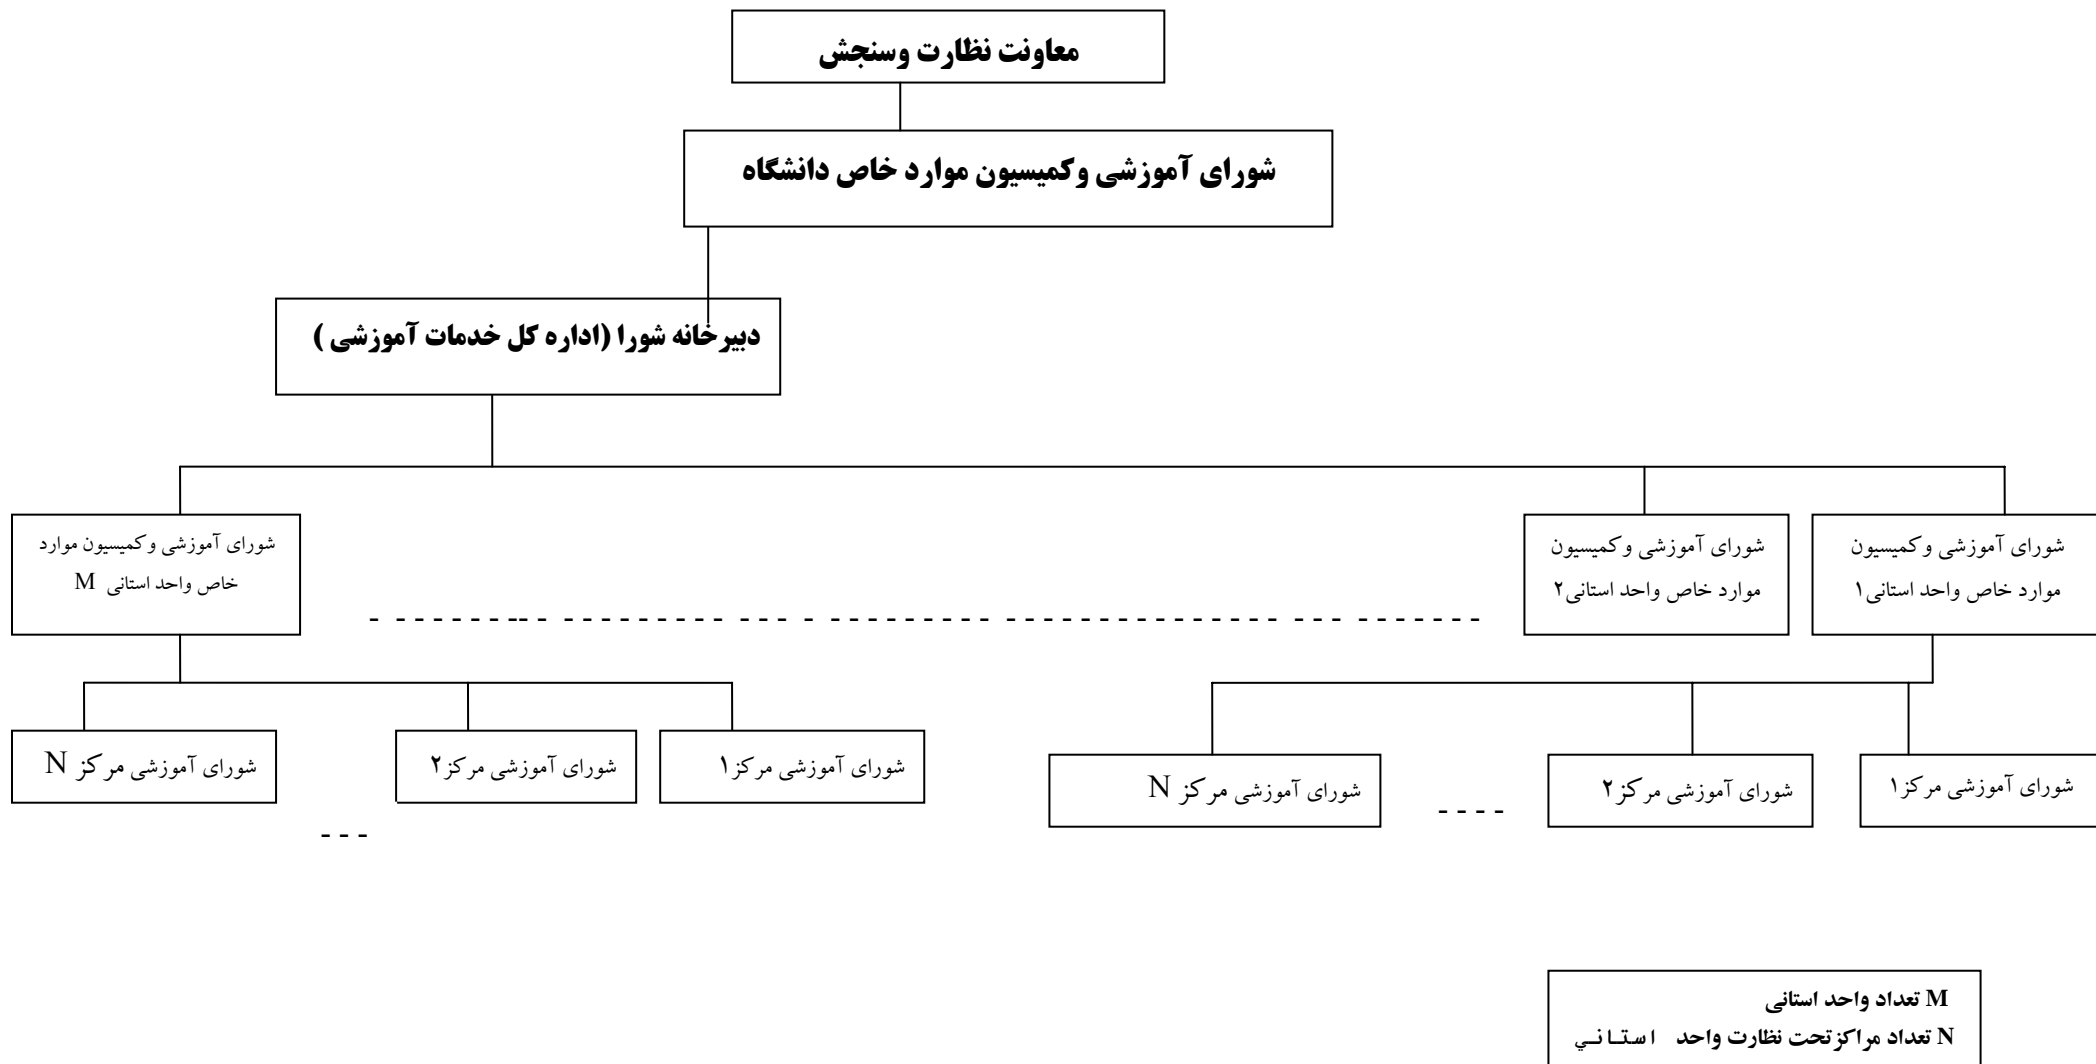 معاونت نظارت وسنجش
شورای آموزشی وکمیسیون موارد خاص دانشگاه
دبیرخانه شورا (اداره کل خدمات آموزشی )
شورای آموزشی وکمیسیون
موارد خاص واحد استانی۱
شورای آموزشی وکمیسیون
موارد خاص واحد استانی۲
شورای آموزشی وکمیسیون موارد
خاص واحد استانی M
شورای آموزشی مرکز۱
شورای آموزشی مرکز۲
شورای آموزشی مرکز N
شورای آموزشی مرکز۱
شورای آموزشی مرکز۲
شورای آموزشی مرکز N
M تعداد واحد استانی
N تعداد مراکزتحت نظارت واحد استاني